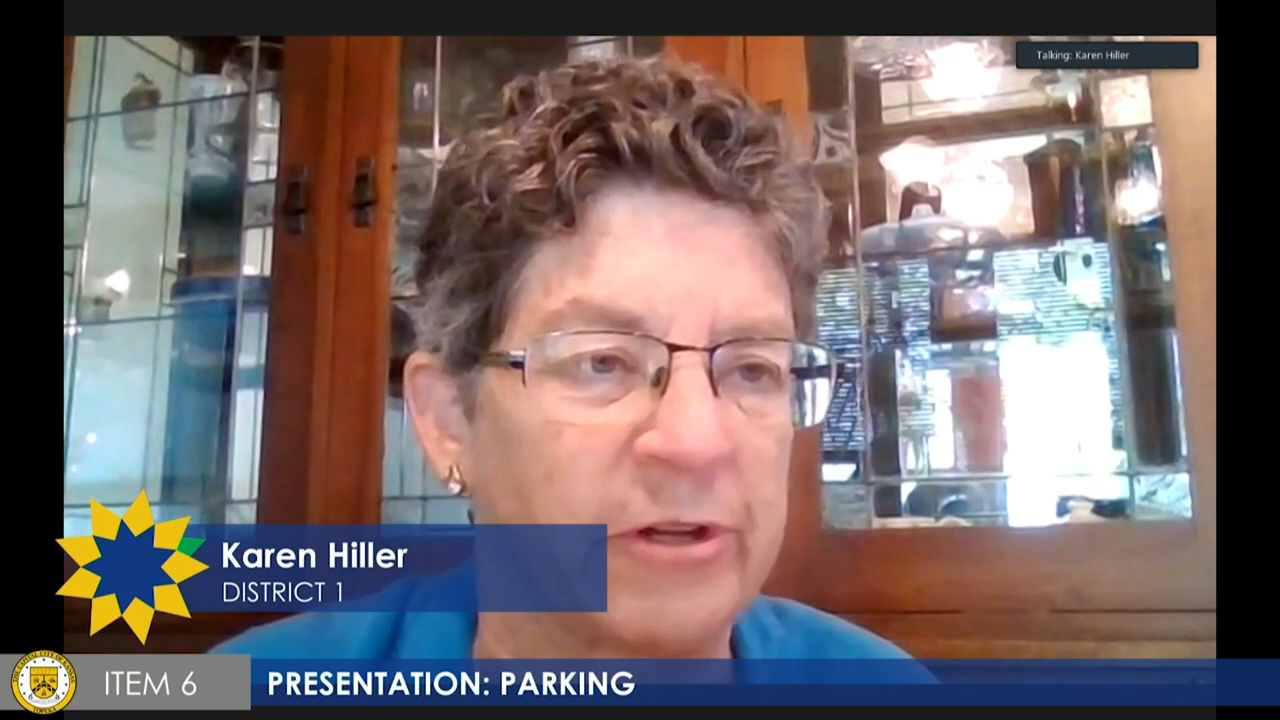 Talking: Karen Hiller
Karen Hiller
DISTRICT 1
ITEM 6
PRESENTATION: PARKING